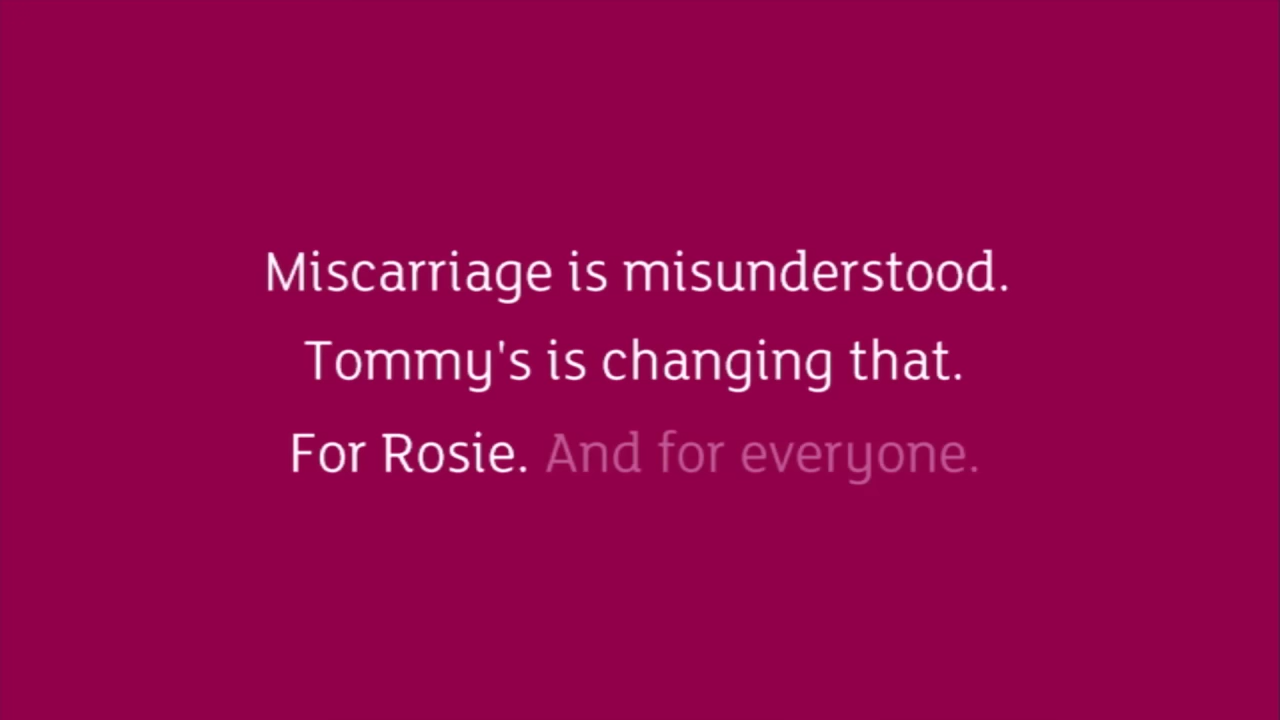 Miscarriage is misunderstood.
Tommy's is changing that.
For Rosie. And for everyone.